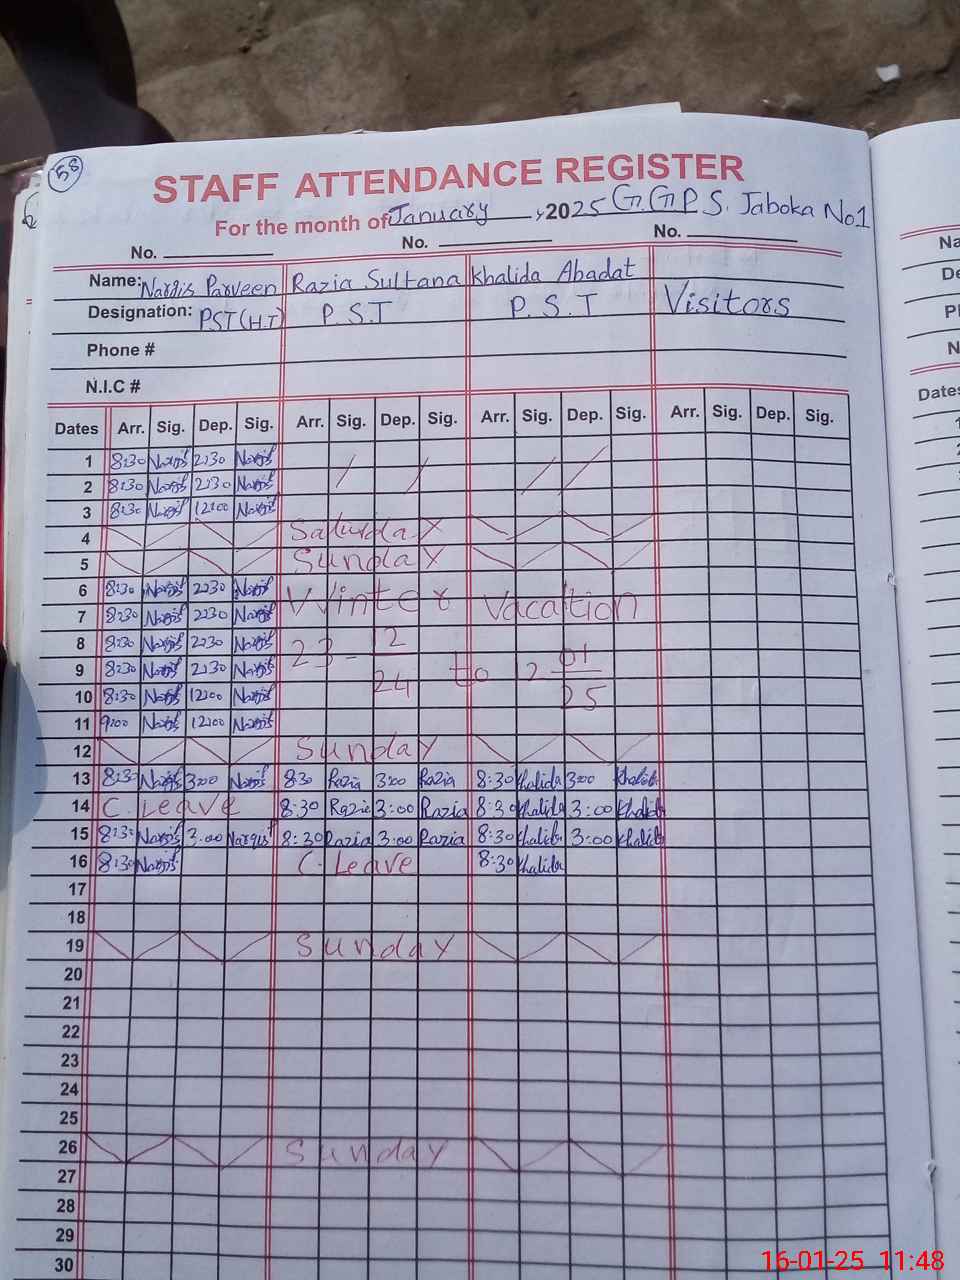 58
STAFF ATTENDANCE REGISTER
For the month of January, 2025 G.G.P.S. Jaboka No1
No. No. No.
Name: Nargis Parveen Razia Sultana Khalida Abadat
Designation: PST(H.T) P.S.T P.S.T Visitors
Phone #
N.I.C #
Dates Arr. Sig. Dep. Sig. Arr. Sig. Dep. Sig. Arr. Sig. Dep. Sig. Arr. Sig. Dep. Sig.
1 8:30 Nargis 2:30 Nargis
2 8:30 Nargis 2:30 Nargis
3 8:30 Nargis 12:00 Nargis
4 Saturday
5 Sunday
6 8:30 Nargis 2:30 Nargis Winter Vacation
7 8:30 Nargis 2:30 Nargis
8 8:30 Nargis 2:30 Nargis 23-12 to 12 01
9 8:30 Nargis 2:30 Nargis 24 25
10 8:30 Nargis 12:00 Nargis
11 9:00 Nargis 12:00 Nargis
12 Sunday
13 8:30 Nargis 3:00 Nargis 8:30 Razia 3:00 Razia 8:30 Khalida 3:00 Khalida
14 C. Leave 8:30 Razia 3:00 Razia 8:30 Khalida 3:00 Khalida
15 8:30 Nargis 3:00 Nargis 8:30 Razia 3:00 Razia 8:30 Khalida 3:00 Khalida
16 8:30 Nargis C. Leave 8:30 Khalida
17
18
19 Sunday
20
21
22
23
24
25
26 Sunday
27
28
29
30
Na
De
P
N
Dates
1
2
16-01-25 11:48